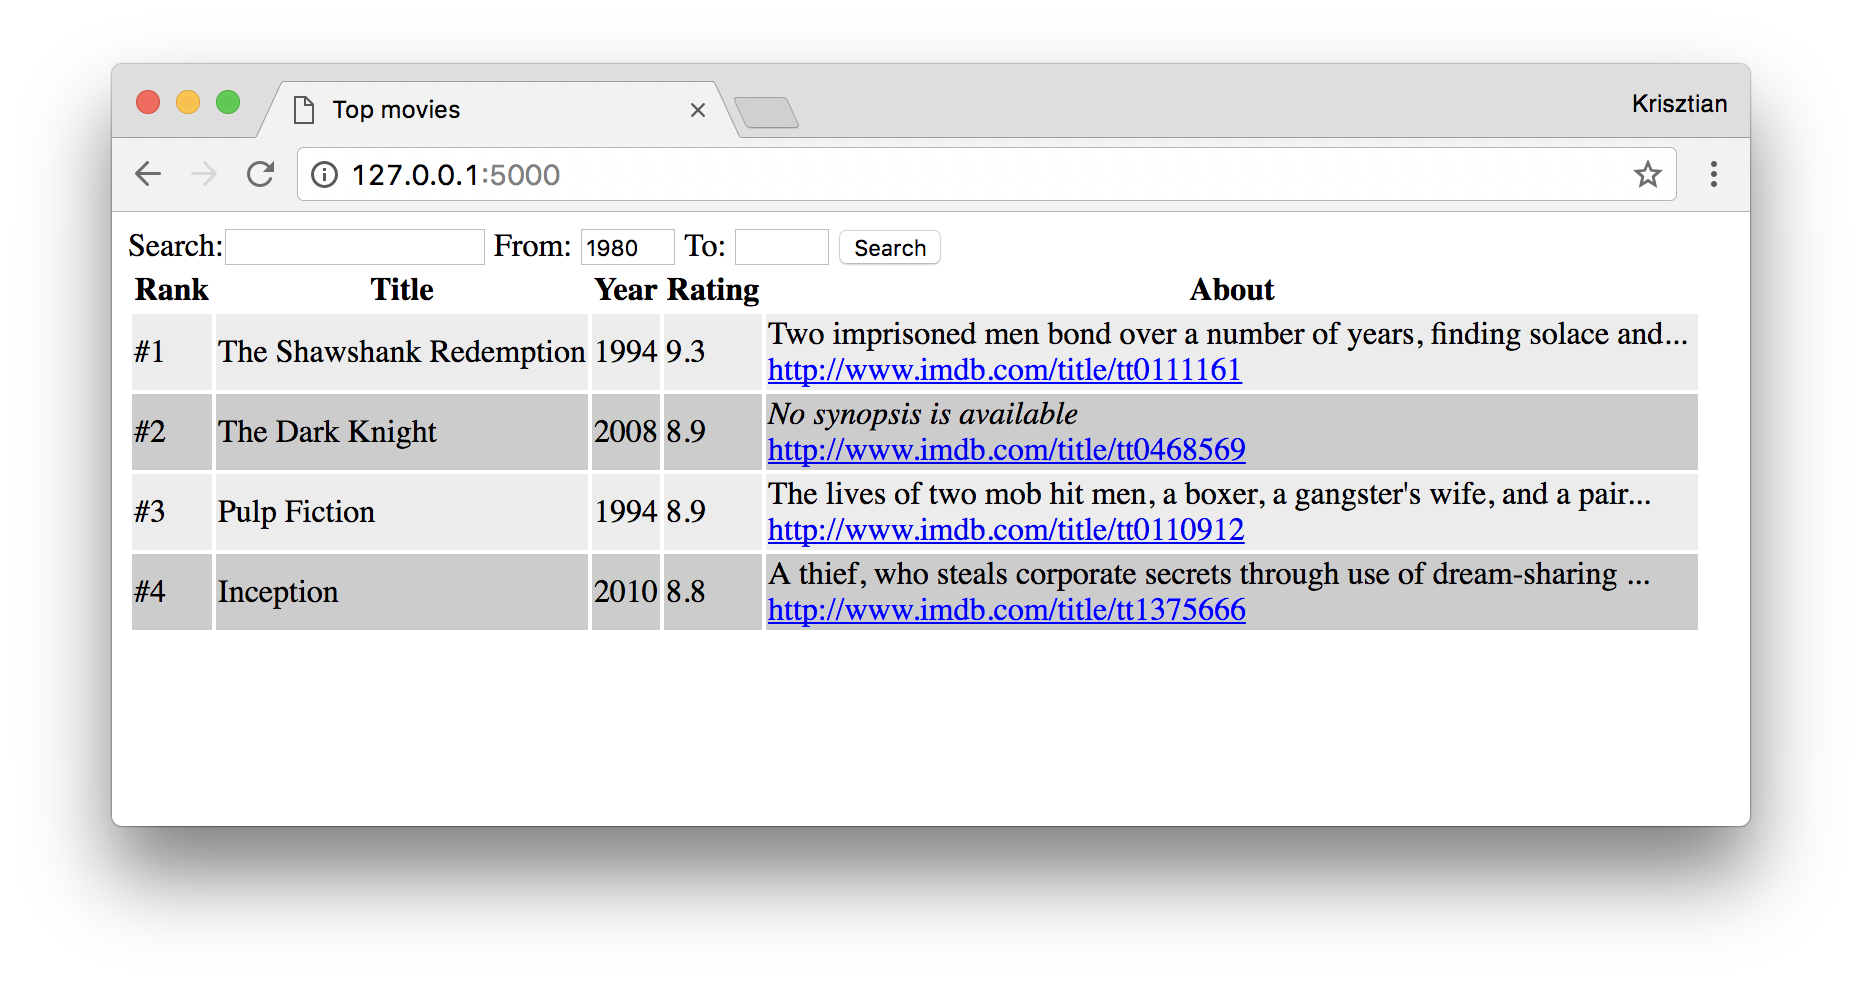 Top movies
Krisztian
127.0.0.1:5000
Search: From: 1980 To: Search
Rank Title Year Rating About
#1 The Shawshank Redemption 1994 9.3 Two imprisoned men bond over a number of years, finding solace and...
http://www.imdb.com/title/tt0111161
#2 The Dark Knight 2008 8.9 No synopsis is available
http://www.imdb.com/title/tt0468569
#3 Pulp Fiction 1994 8.9 The lives of two mob hit men, a boxer, a gangster's wife, and a pair...
http://www.imdb.com/title/tt0110912
#4 Inception 2010 8.8 A thief, who steals corporate secrets through use of dream-sharing ...
http://www.imdb.com/title/tt1375666